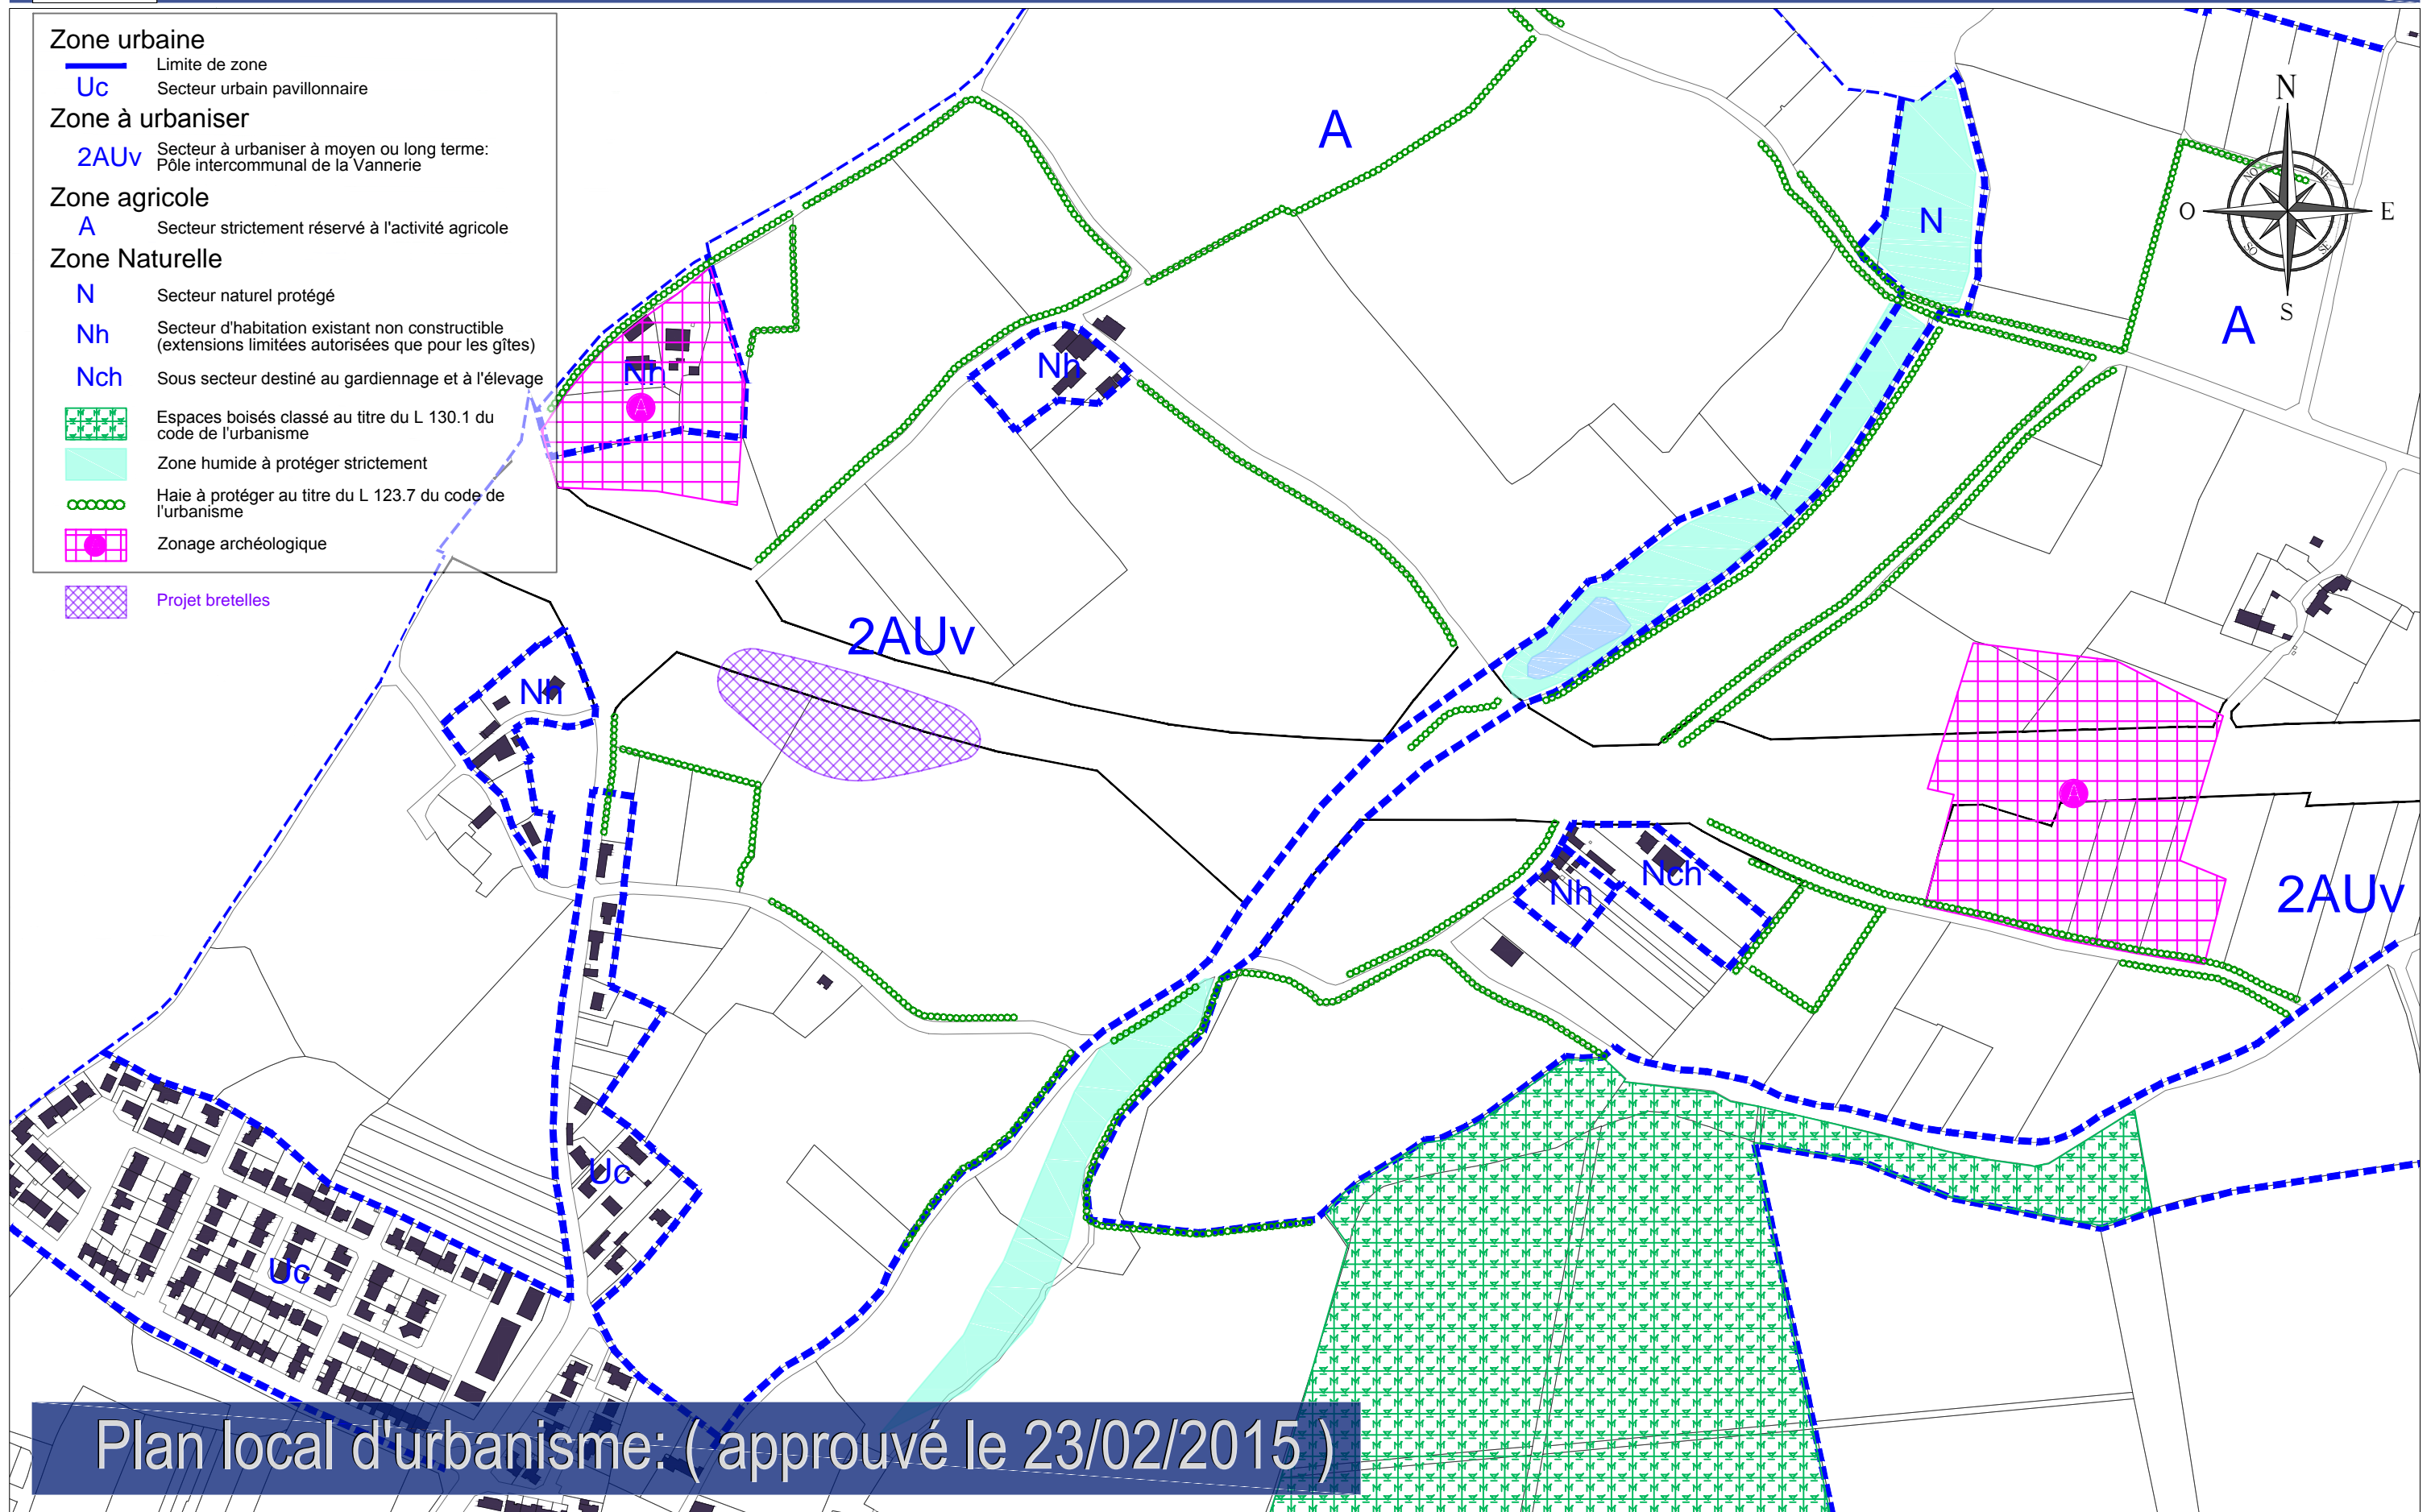 Zone urbaine
Limite de zone
Uc Secteur urbain pavillonnaire
Zone à urbaniser
2AUv Secteur à urbaniser à moyen ou long terme:
Pôle intercommunal de la Vannerie
Zone agricole
A Secteur strictement réservé à l'activité agricole
Zone Naturelle
N Secteur naturel protégé
Nh Secteur d'habitation existant non constructible
(extensions limitées autorisées que pour les gîtes)
Nch Sous secteur destiné au gardiennage et à l'élevage
Espaces boisés classé au titre du L 130.1 du
code de l'urbanisme
Zone humide à protéger strictement
Haie à protéger au titre du L 123.7 du code de
l'urbanisme
Zonage archéologique
Projet bretelles
A
N
N
NO
NE
O
E
SO
SE
S
A
Nh
Nh
A
2AUv
Nh
A
Nch
Nh
2AUv
Uc
Uc
Plan local d'urbanisme: ( approuvé le 23/02/2015 )